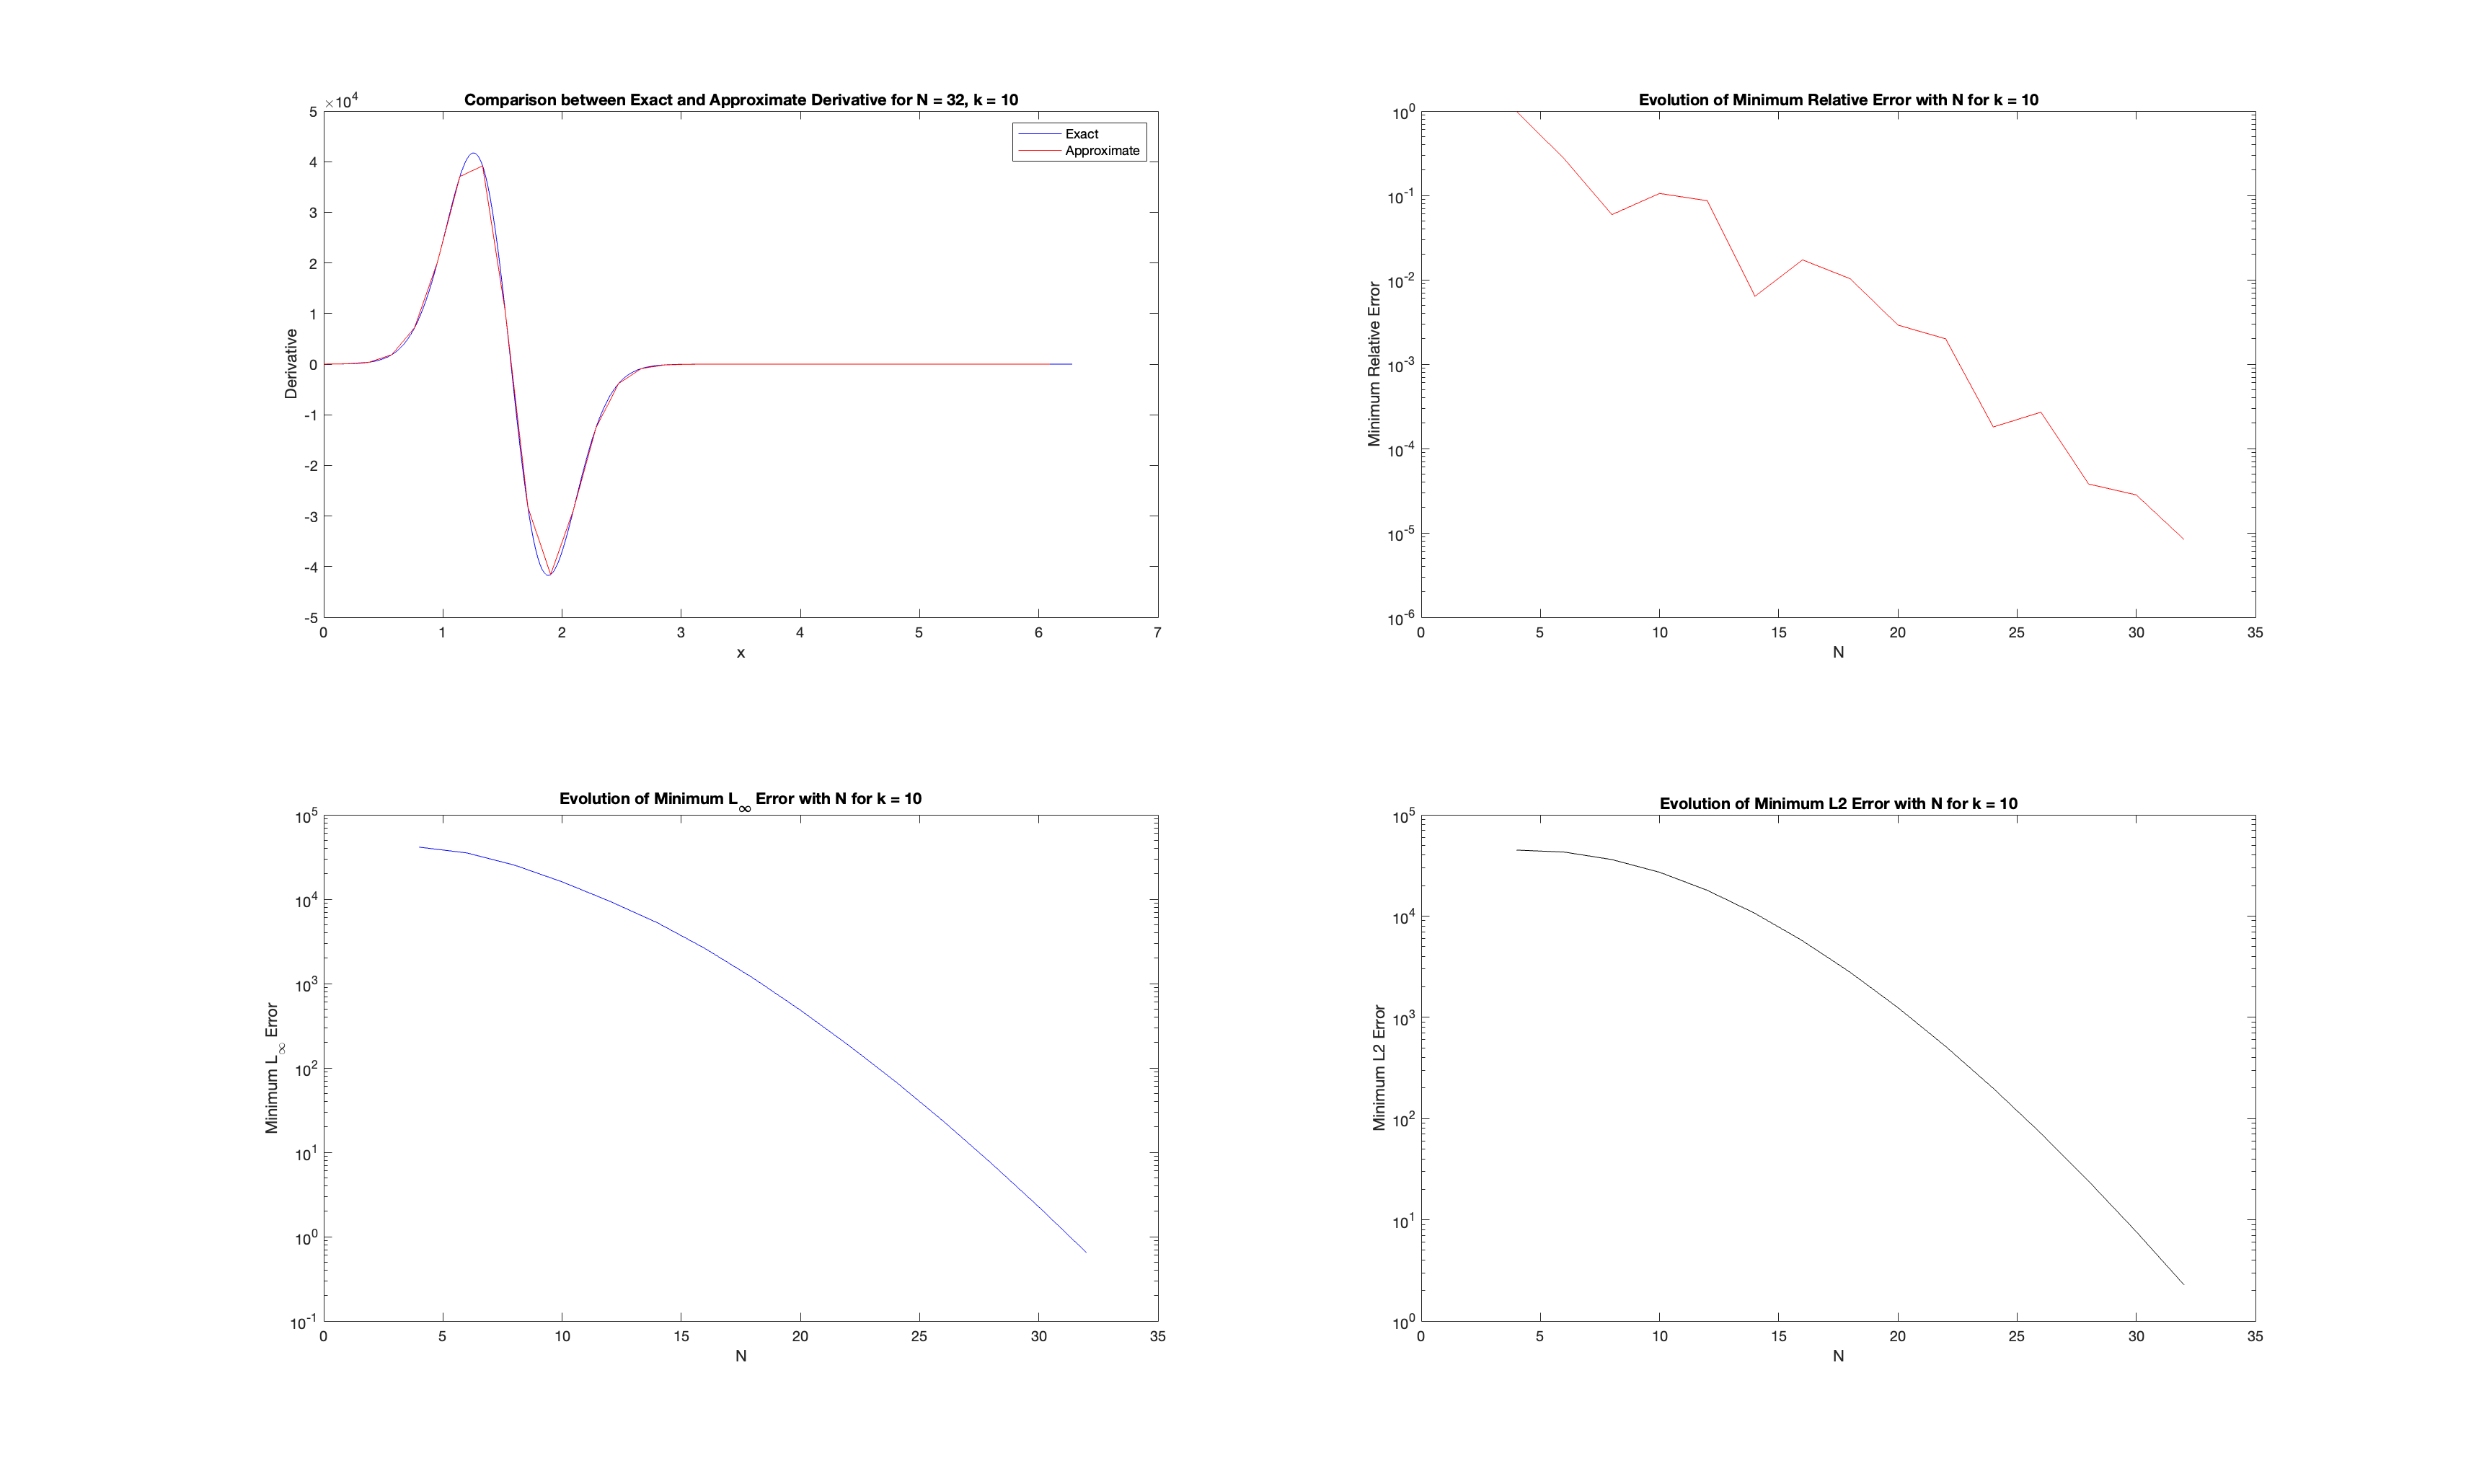 Comparison between Exact and Approximate Derivative for N = 32, k = 10
×10^4
Exact
Approximate
5
4
3
2
1
0
-1
-2
-3
-4
-5
Derivative
0 1 2 3 4 5 6 7
x
Evolution of Minimum Relative Error with N for k = 10
10^0
10^-1
10^-2
10^-3
10^-4
10^-5
10^-6
Minimum Relative Error
0 5 10 15 20 25 30 35
N
Evolution of Minimum L_∞ Error with N for k = 10
10^5
10^4
10^3
10^2
10^1
10^0
10^-1
Minimum L_∞ Error
0 5 10 15 20 25 30 35
N
Evolution of Minimum L2 Error with N for k = 10
10^5
10^4
10^3
10^2
10^1
10^0
Minimum L2 Error
0 5 10 15 20 25 30 35
N